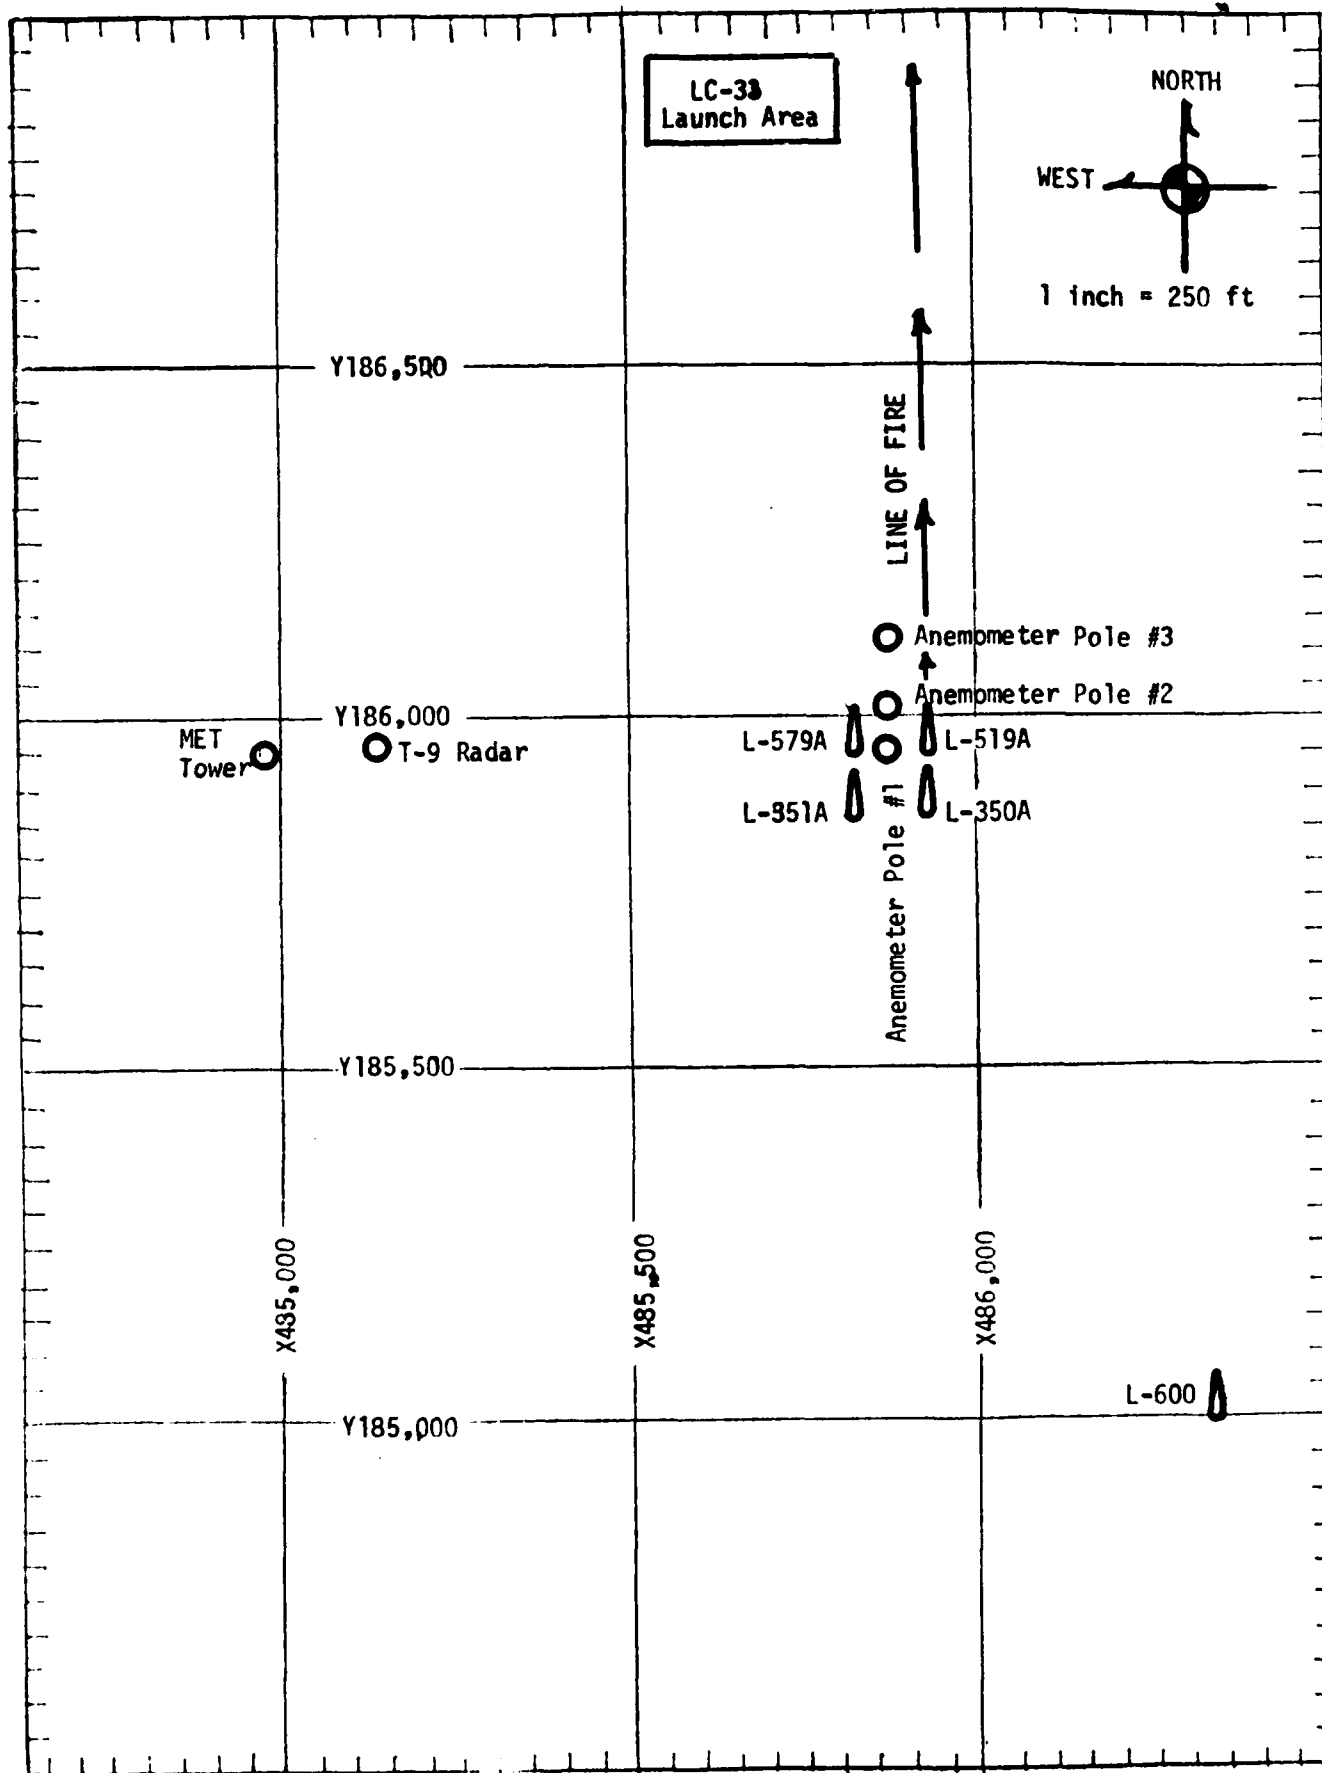 LC-33
Launch Area
NORTH
WEST
1 inch = 250 ft
Y186,500
LINE OF FIRE
Anemometer Pole #3
Anemometer Pole #2
Y186,000
MET
Tower
T-9 Radar
L-579A
L-519A
L-351A
L-350A
Anemometer Pole #1
Y185,500
X485,000
X485,500
X486,000
L-600
Y185,000